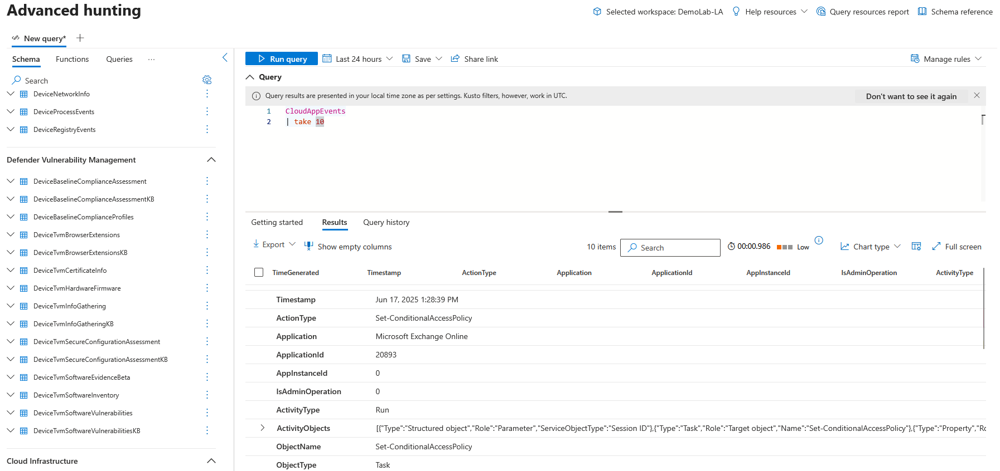 Advanced hunting
Selected workspace: DemoLab-LA
Help resources
Query resources report
Schema reference
New query*
Schema
Functions
Queries
Search
DeviceNetworkInfo
DeviceProcessEvents
DeviceRegistryEvents
Defender Vulnerability Management
DeviceBaselineComplianceAssessment
DeviceBaselineComplianceAssessmentKB
DeviceBaselineComplianceProfiles
DeviceTvmBrowserExtensions
DeviceTvmBrowserExtensionsKB
DeviceTvmCertificateInfo
DeviceTvmHardwareFirmware
DeviceTvmInfoGathering
DeviceTvmInfoGatheringKB
DeviceTvmSecureConfigurationAssessment
DeviceTvmSecureConfigurationAssessmentKB
DeviceTvmSoftwareEvidenceBeta
DeviceTvmSoftwareInventory
DeviceTvmSoftwareVulnerabilities
DeviceTvmSoftwareVulnerabilitiesKB
Cloud Infrastructure
Run query
Last 24 hours
Save
Share link
Manage rules
Query
Query results are presented in your local time zone as per settings. Kusto filters, however, work in UTC.
Don't want to see it again
1 CloudAppEvents
2 | take 10
Getting started
Results
Query history
Export
Show empty columns
10 items
Search
00:00.986
Low
Chart type
Full screen
TimeGenerated Timestamp ActionType Application ApplicationId AppInstanceId IsAdminOperation ActivityType
Timestamp Jun 17, 2025 1:28:39 PM
ActionType Set-ConditionalAccessPolicy
Application Microsoft Exchange Online
ApplicationId 20893
AppInstanceId 0
IsAdminOperation 0
ActivityType Run
ActivityObjects [{"Type":"Structured object","Role":"Parameter","ServiceObjectType":"Session ID"},{"Type":"Task","Role":"Target object","Name":"Set-ConditionalAccessPolicy"},{"Type":"Property","Ro
ObjectName Set-ConditionalAccessPolicy
ObjectType Task